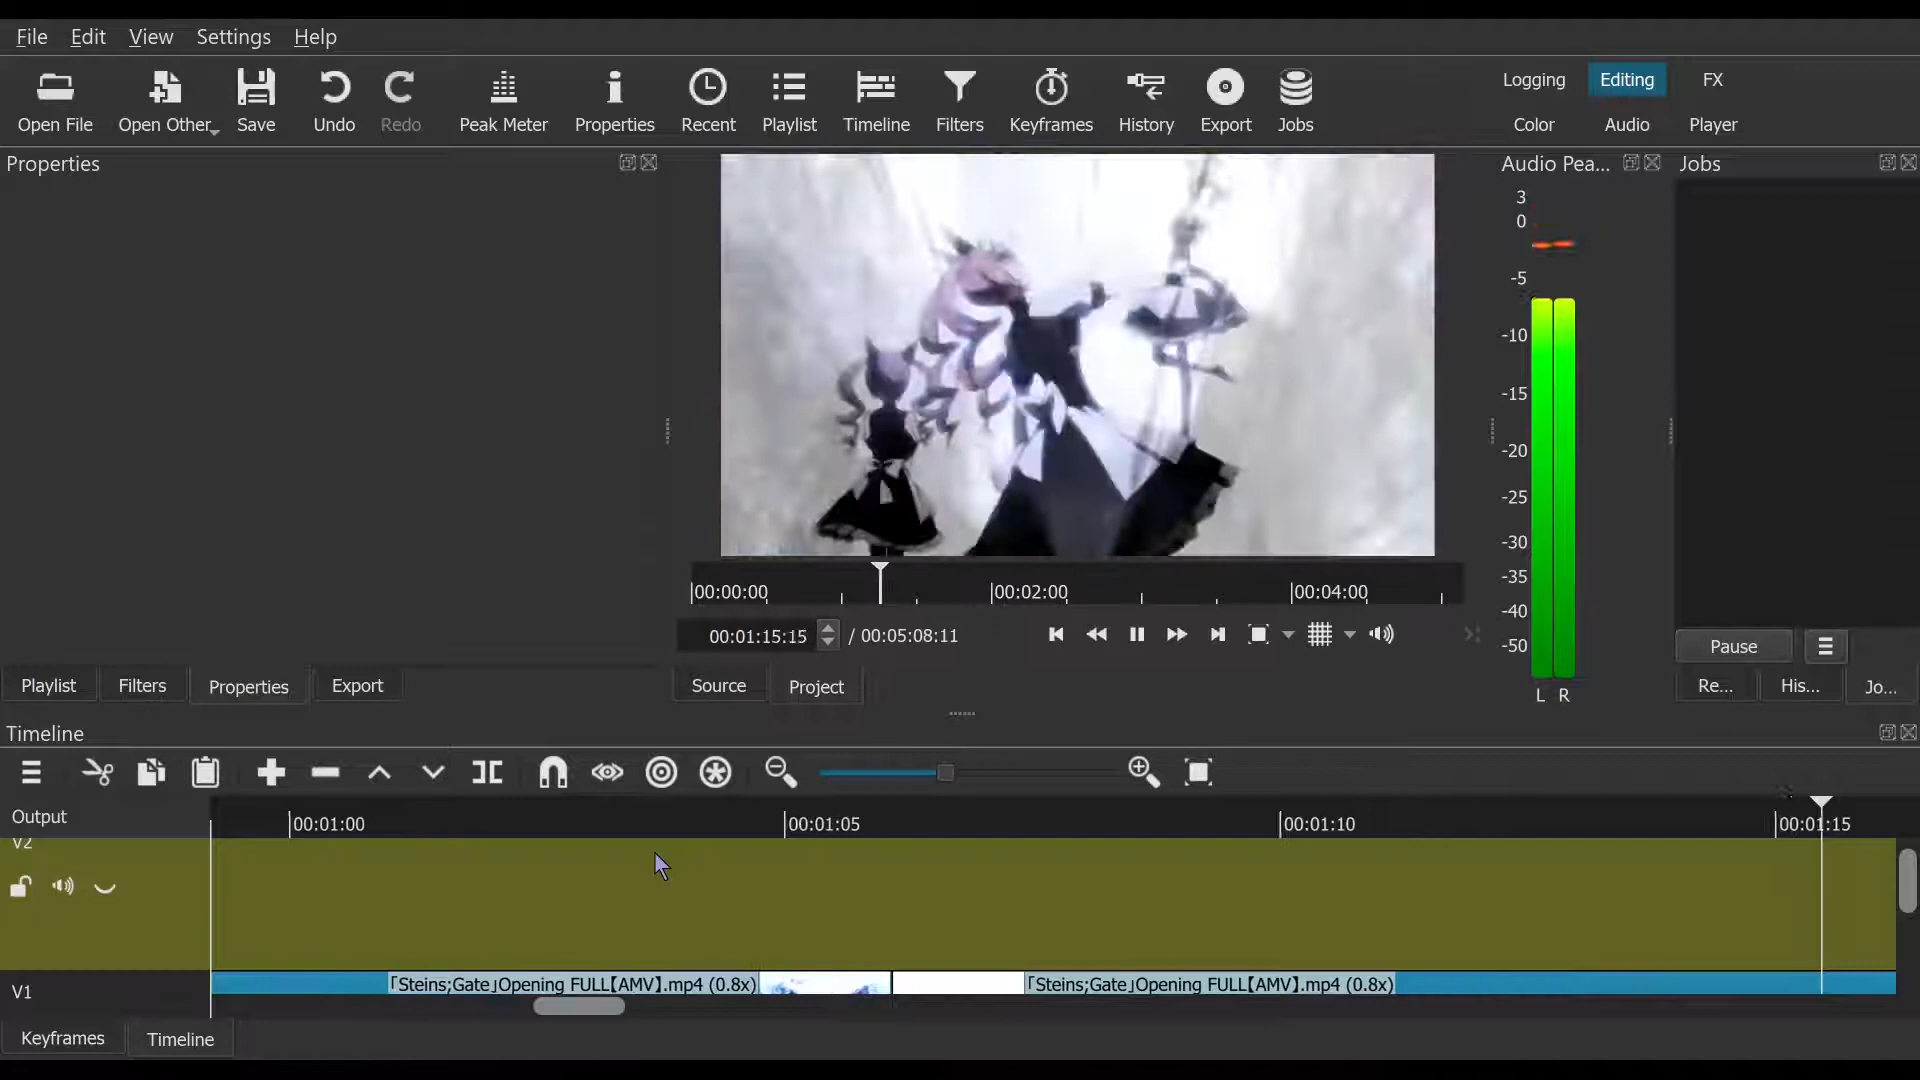 File Edit View Settings Help
Open File Open Other Save Undo Redo Peak Meter Properties Recent Playlist Timeline Filters Keyframes History Export Jobs
Logging Editing FX
Color Audio Player
Properties
Audio Pea...
Jobs
3
0
-5
-10
-15
-20
-25
-30
-35
-40
-50
L R
00:00:00 00:02:00 00:04:00
00:01:15:15 / 00:05:08:11
Pause
Playlist Filters Properties Export
Source Project
Re... His... Jo...
Timeline
Output
00:01:00 00:01:05 00:01:10 00:01:15
V2
V1
「Steins;Gate」Opening FULL【AMV】.mp4 (0.8x)
「Steins;Gate」Opening FULL【AMV】.mp4 (0.8x)
Keyframes Timeline